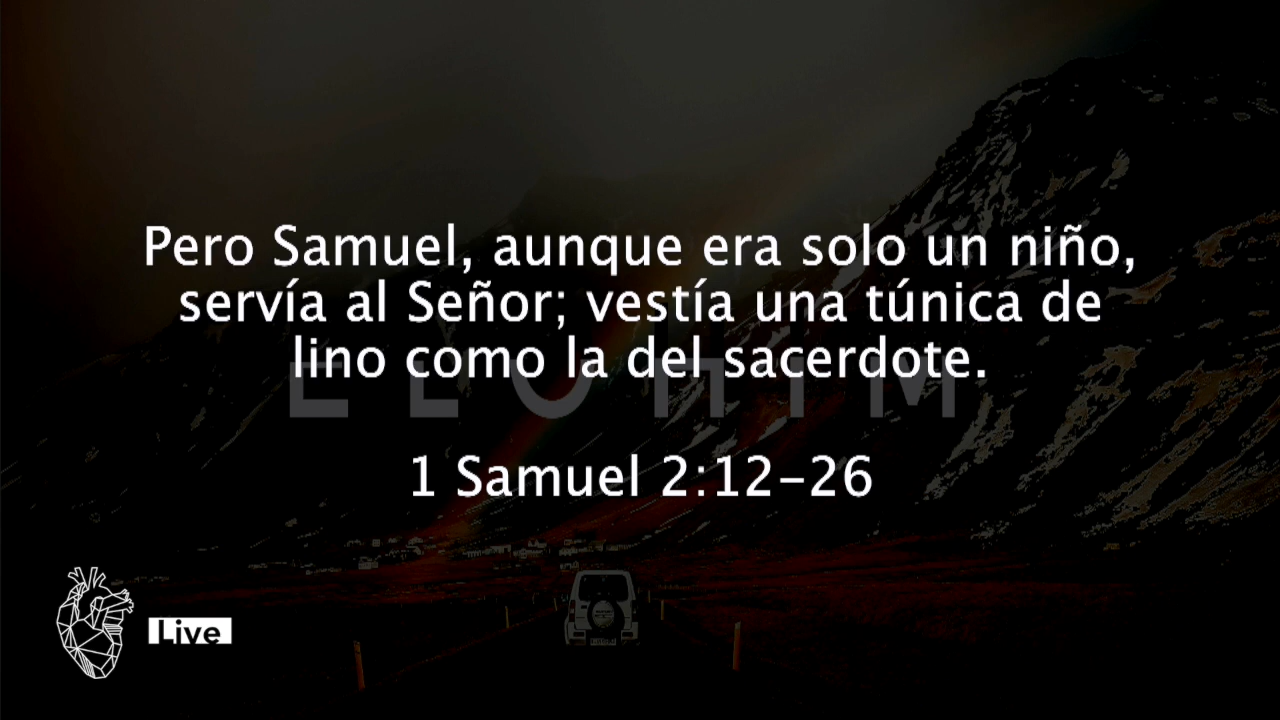 Pero Samuel, aunque era solo un niño,
servía al Señor; vestía una túnica de
lino como la del sacerdote.
ELOhIM
1 Samuel 2:12-26
Live